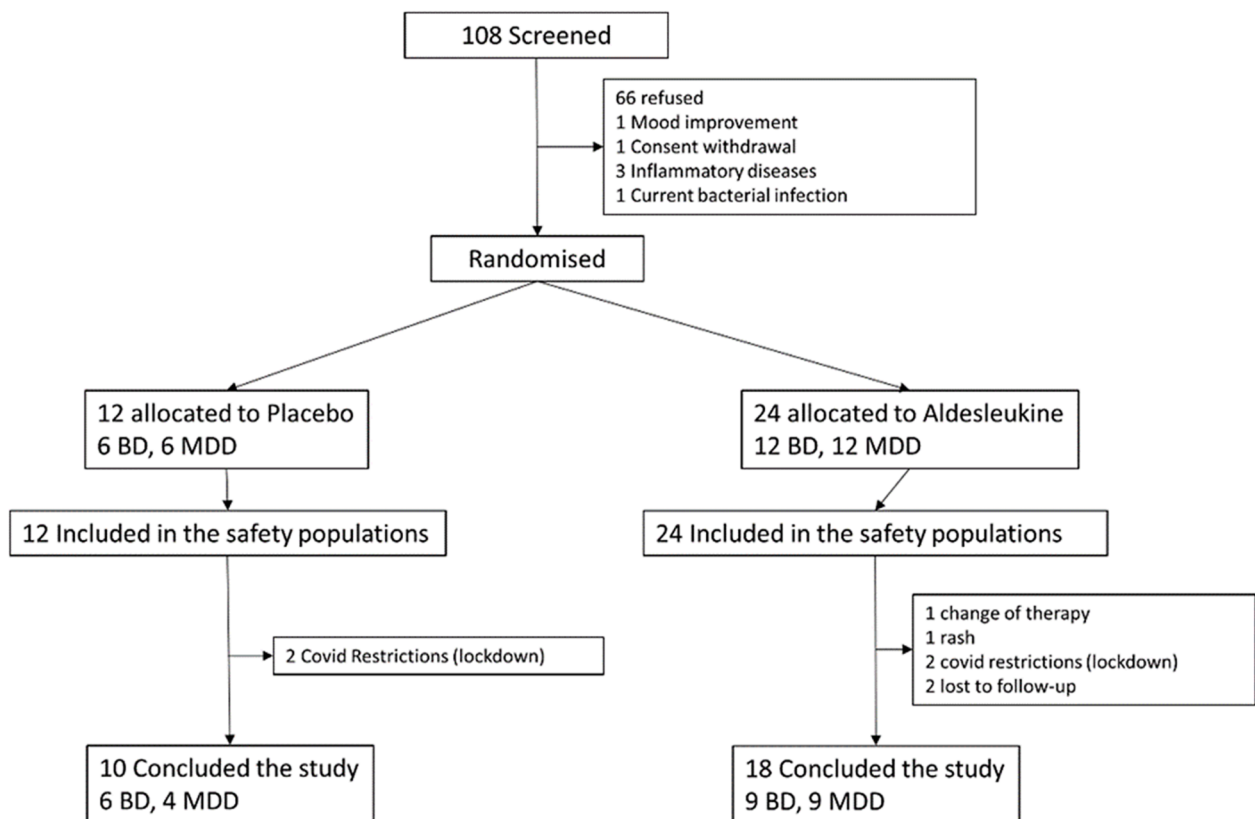 108 Screened
66 refused
1 Mood improvement
1 Consent withdrawal
3 Inflammatory diseases
1 Current bacterial infection
Randomised
12 allocated to Placebo
6 BD, 6 MDD
24 allocated to Aldesleukine
12 BD, 12 MDD
12 Included in the safety populations
24 Included in the safety populations
2 Covid Restrictions (lockdown)
1 change of therapy
1 rash
2 covid restrictions (lockdown)
2 lost to follow-up
10 Concluded the study
6 BD, 4 MDD
18 Concluded the study
9 BD, 9 MDD